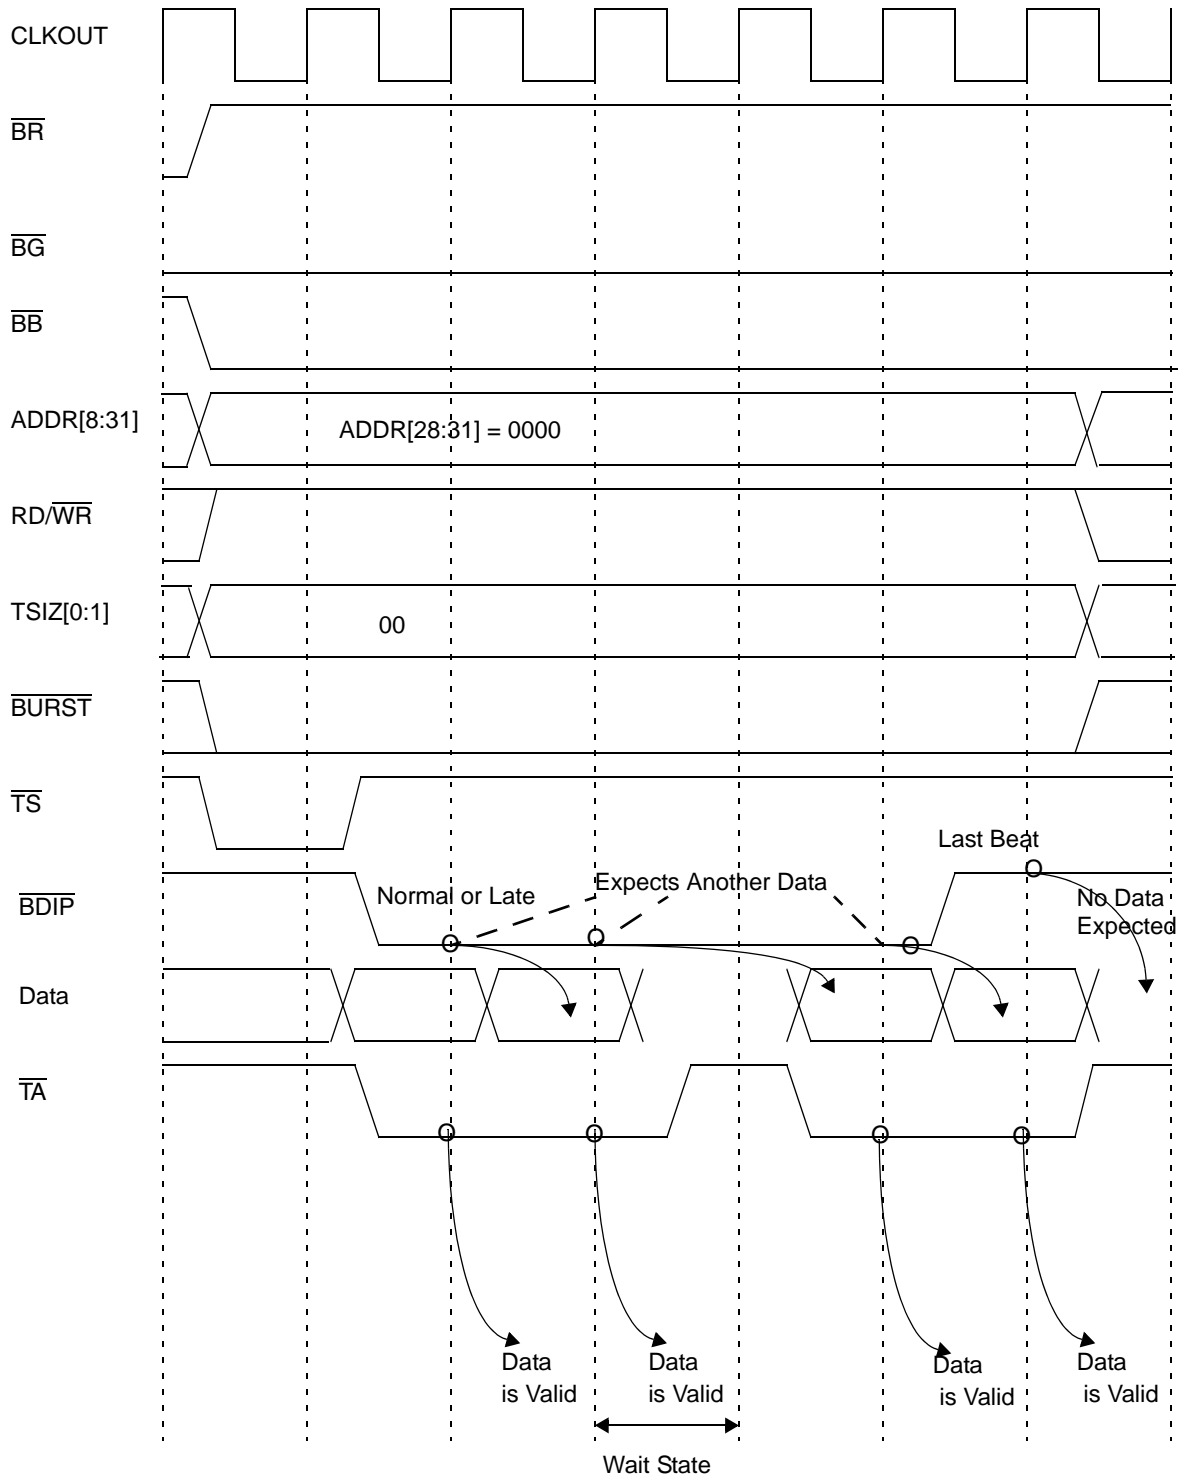 CLKOUT
BR
BG
BB
ADDR[8:31]
ADDR[28:31] = 0000
RD/WR
TSIZ[0:1]
00
BURST
TS
Last Beat
BDIP
Normal or Late
Expects Another Data
No Data
Expected
Data
TA
Data
is Valid
Data
is Valid
Data
is Valid
Data
is Valid
Wait State